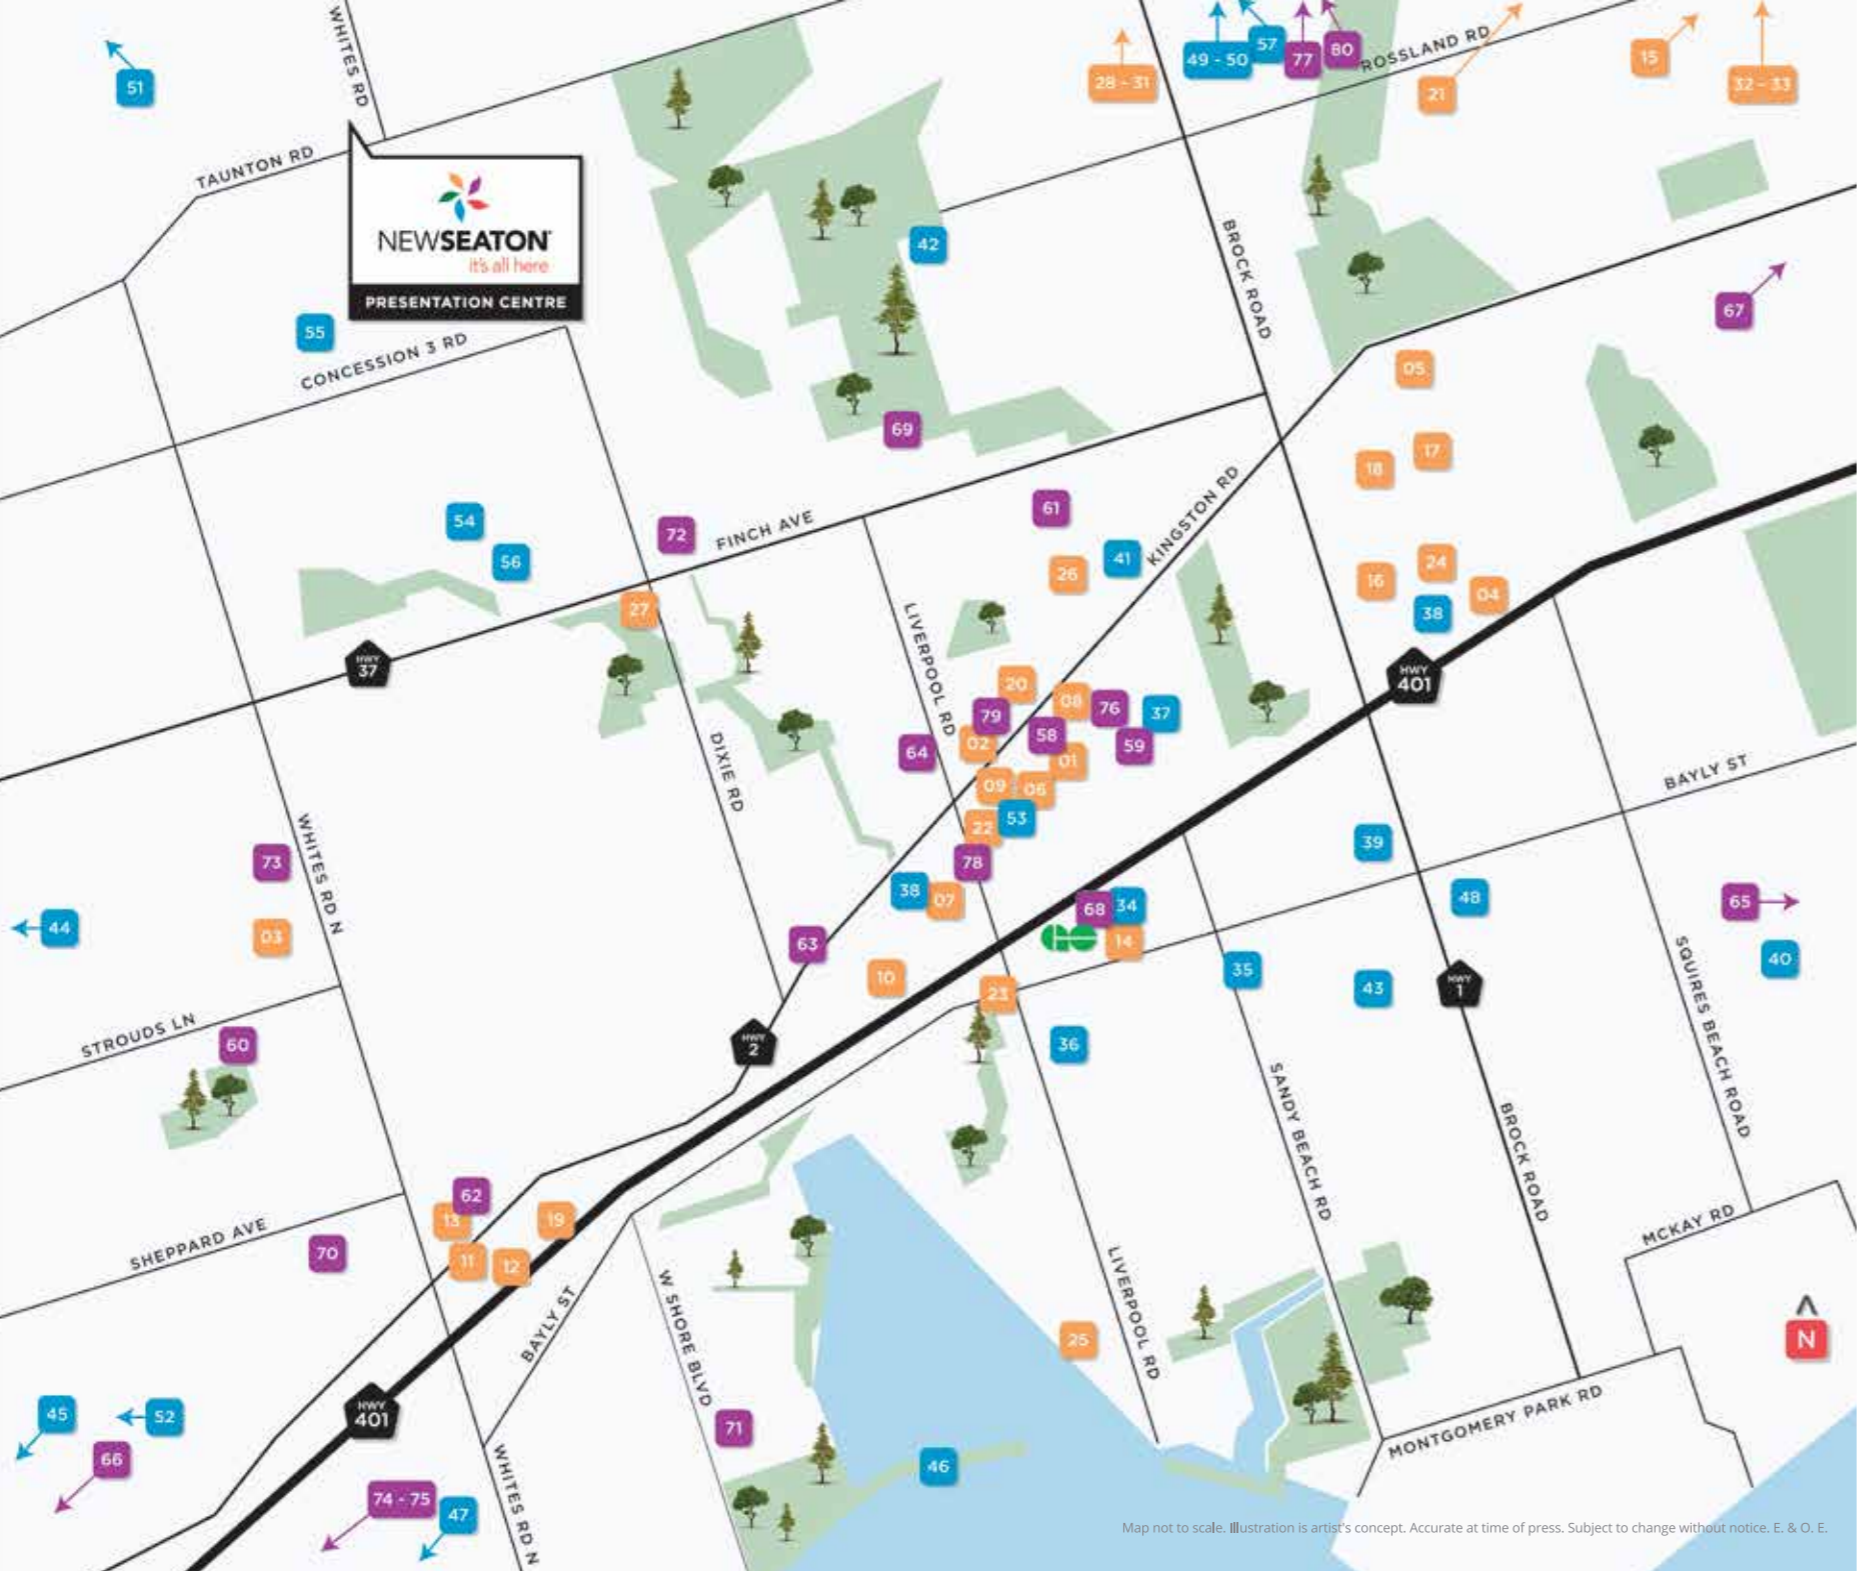 WHITES RD
51
28 - 31
49 - 50
57
77
80
ROSSLAND RD
21
15
32 - 33
TAUNTON RD
NEWSEATON
it's all here
PRESENTATION CENTRE
42
BROCK ROAD
67
55
CONCESSION 3 RD
05
69
18
17
54
56
72
FINCH AVE
61
26
41
KINGSTON RD
16
24
04
38
27
HWY
37
LIVERPOOL RD
HWY
401
20
08
76
37
79
58
59
02
01
64
09
06
22
53
78
DIXIE RD
BAYLY ST
39
73
WHITES RD N
38
07
68
34
48
65
44
03
63
GO
14
10
23
35
43
HWY
1
40
SQUIRES BEACH ROAD
STROUDS LN
60
HWY
2
36
SANDY BEACH RD
BROCK ROAD
62
13
19
11
12
SHEPPARD AVE
70
MCKAY RD
BAYLY ST
W SHORE BLVD
LIVERPOOL RD
25
N
HWY
401
45
52
66
71
MONTGOMERY PARK RD
46
74 - 75
47
WHITES RD N
Map not to scale. Illustration is artist's concept. Accurate at time of press. Subject to change without notice. E. & O. E.